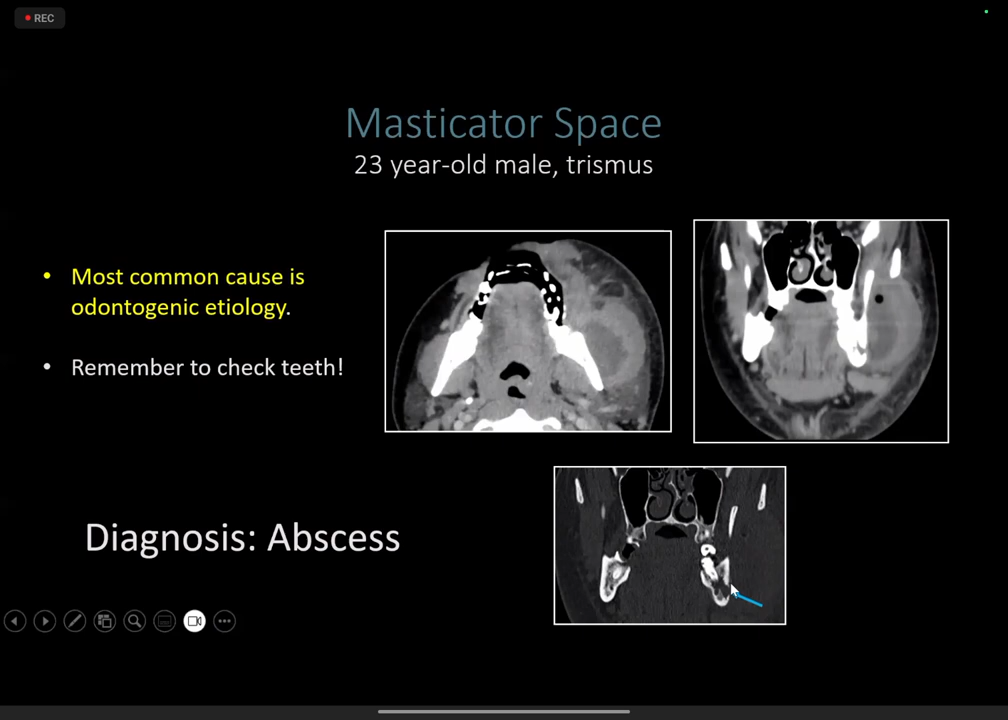 REC
Masticator Space
23 year-old male, trismus
• Most common cause is
odontogenic etiology.
• Remember to check teeth!
Diagnosis: Abscess